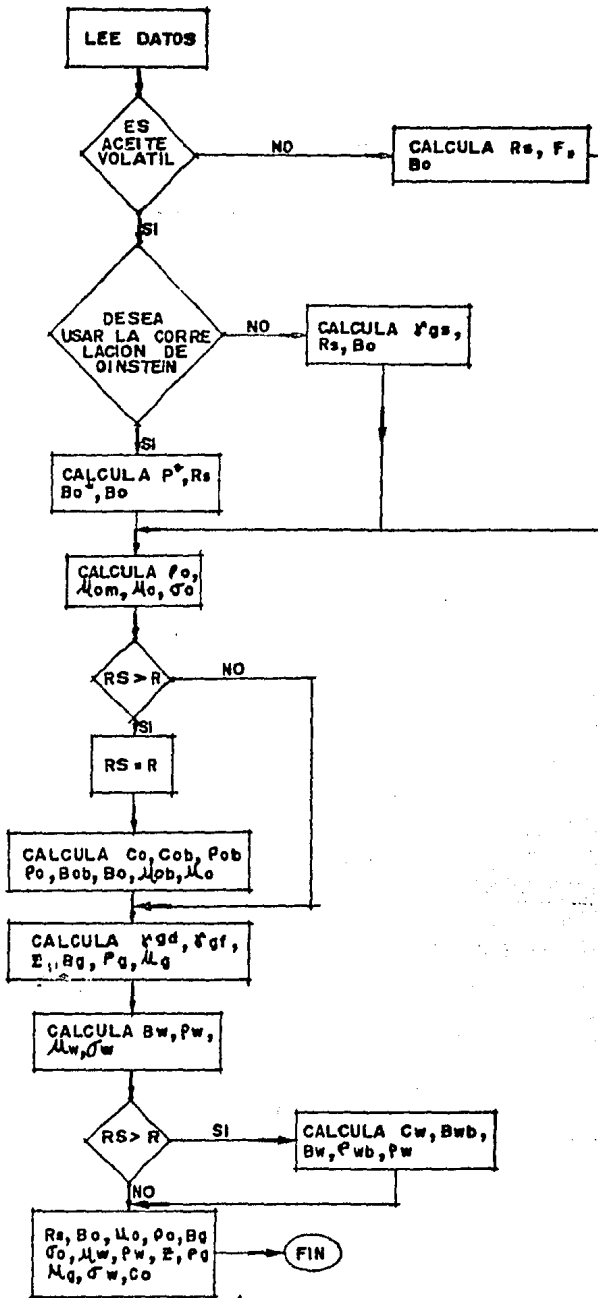 LEE DATOS
ES
ACEITE
VOLATIL
NO
CALCULA Rs, F,
Bo
SI
DESEA
USAR LA CORRE
LACION DE
OINSTEIN
NO
CALCULA γgs,
Rs, Bo
SI
CALCULA P*, Rs
Bo*, Bo
CALCULA ρo,
μom, μo, σo
RS > R
NO
SI
RS = R
CALCULA Co, Cob, ρob
ρo, Bob, Bo, μob, μo
CALCULA γgd, γgf,
Z, Bg, ρg, μg
CALCULA Bw, ρw,
μw, σw
RS > R
SI
CALCULA Cw, Bwb,
Bw, ρwb, ρw
NO
Rs, Bo, μo, ρo, Bg
σo, μw, ρw, Z, ρg
μg, σw, Co
FIN